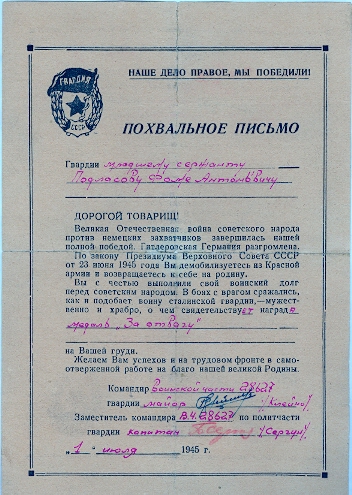 ГВАРДИЯ
СССР
НАШЕ ДЕЛО ПРАВОЕ, МЫ ПОБЕДИЛИ!
ПОХВАЛЬНОЕ ПИСЬМО
Гвардии младшему сержанту
Подласову Антоновичу
ДОРОГОЙ ТОВАРИЩ!
Великая Отечественная война советского народа
против немецких захватчиков завершилась нашей
полной победой. Гитлеровская Германия разгромлена.
По закону Президиума Верховного Совета СССР
от 23 июня 1945 года Вы демобилизуетесь из Красной
армии и возвращаетесь к себе на родину.
Вы с честью выполнили свой воинский долг
перед советским народом. В боях с врагом сражались,
как и подобает воину сталинской гвардии,—мужествен-
но и храбро, о чем свидетельствует награда
медаль „За отвагу"
на Вашей груди.
Желаем Вам успехов и на трудовом фронте в само-
отверженной работе на благо нашей великой Родины.
Командир Воинской части 28627
гвардии майор (Клейно)
Заместитель командира В.Ч. 28627 по политчасти
гвардии капитан (Сергин)
„1" июля 1945 г.